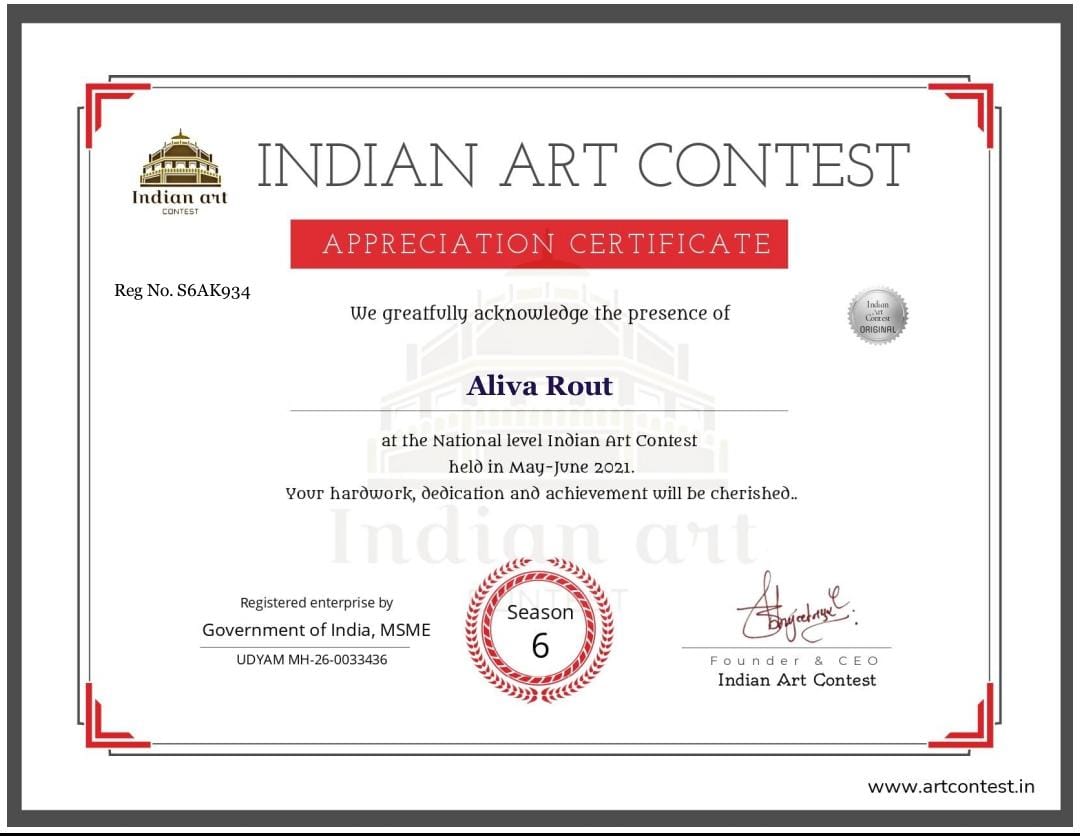 Indian art
CONTEST
INDIAN ART CONTEST
APPRECIATION CERTIFICATE
Reg No. S6AK934
Indian
Art
Contest
ORIGINAL
We greatfully acknowledge the presence of
Aliva Rout
at the National level Indian Art Contest
held in May-June 2021.
Your hardwork, dedication and achievement will be cherished..
Indian art
CONTEST
Registered enterprise by
Government of India, MSME
UDYAM MH-26-0033436
Season
6
Founder & CEO
Indian Art Contest
www.artcontest.in